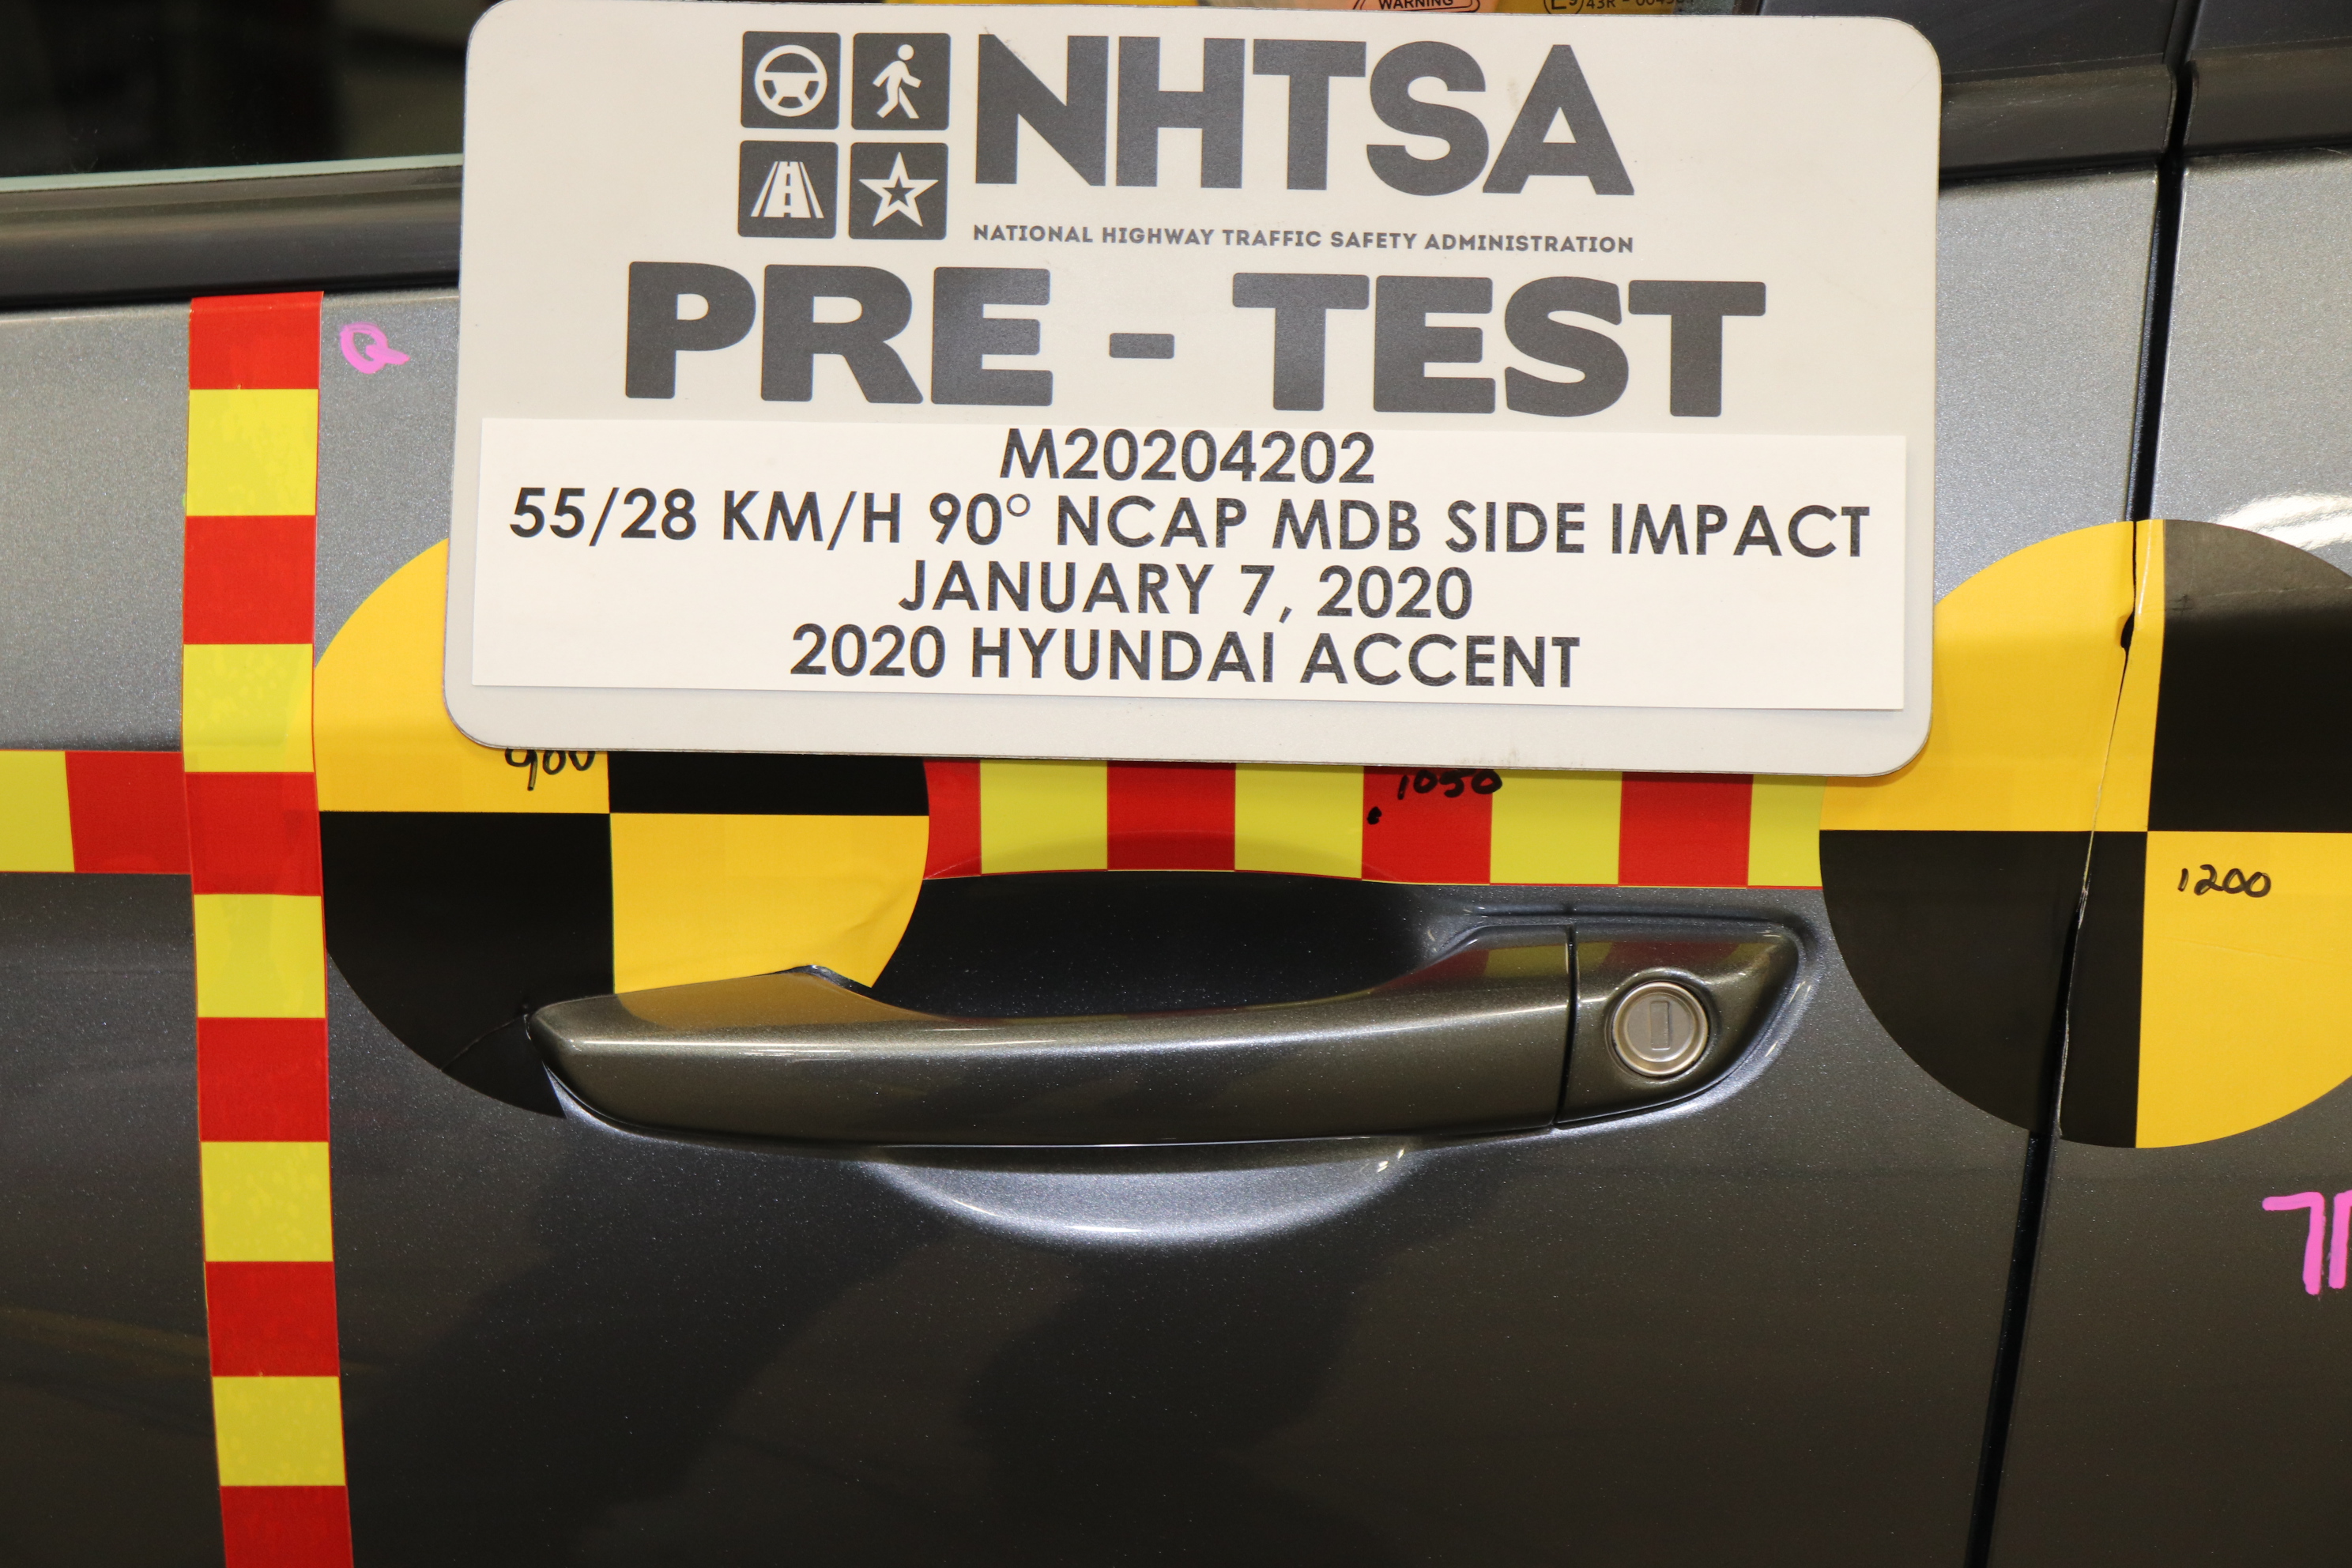 WARNING
NHTSA
NATIONAL HIGHWAY TRAFFIC SAFETY ADMINISTRATION
PRE - TEST
M20204202
55/28 KM/H 90° NCAP MDB SIDE IMPACT
JANUARY 7, 2020
2020 HYUNDAI ACCENT
Q
900
1050
1200